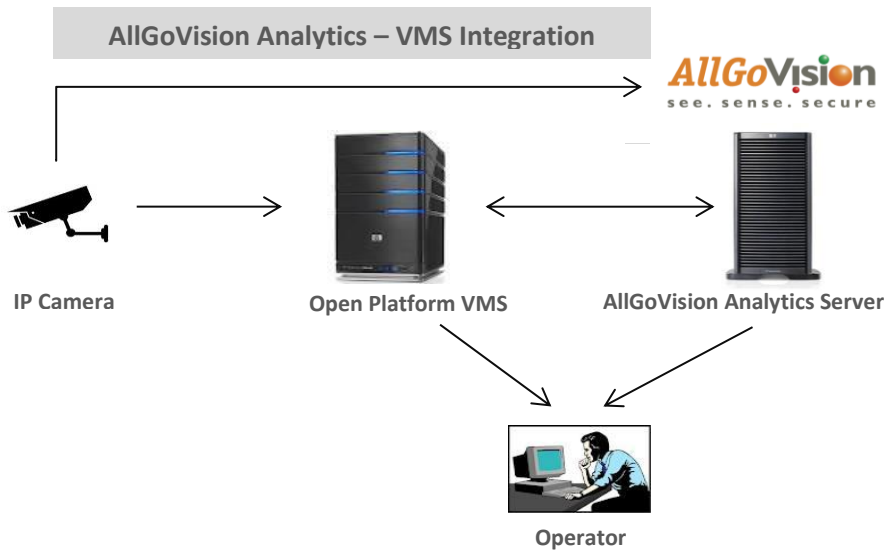 AllGoVision Analytics – VMS Integration
AllGoVision
see. sense. secure
IP Camera
Open Platform VMS
AllGoVision Analytics Server
Operator